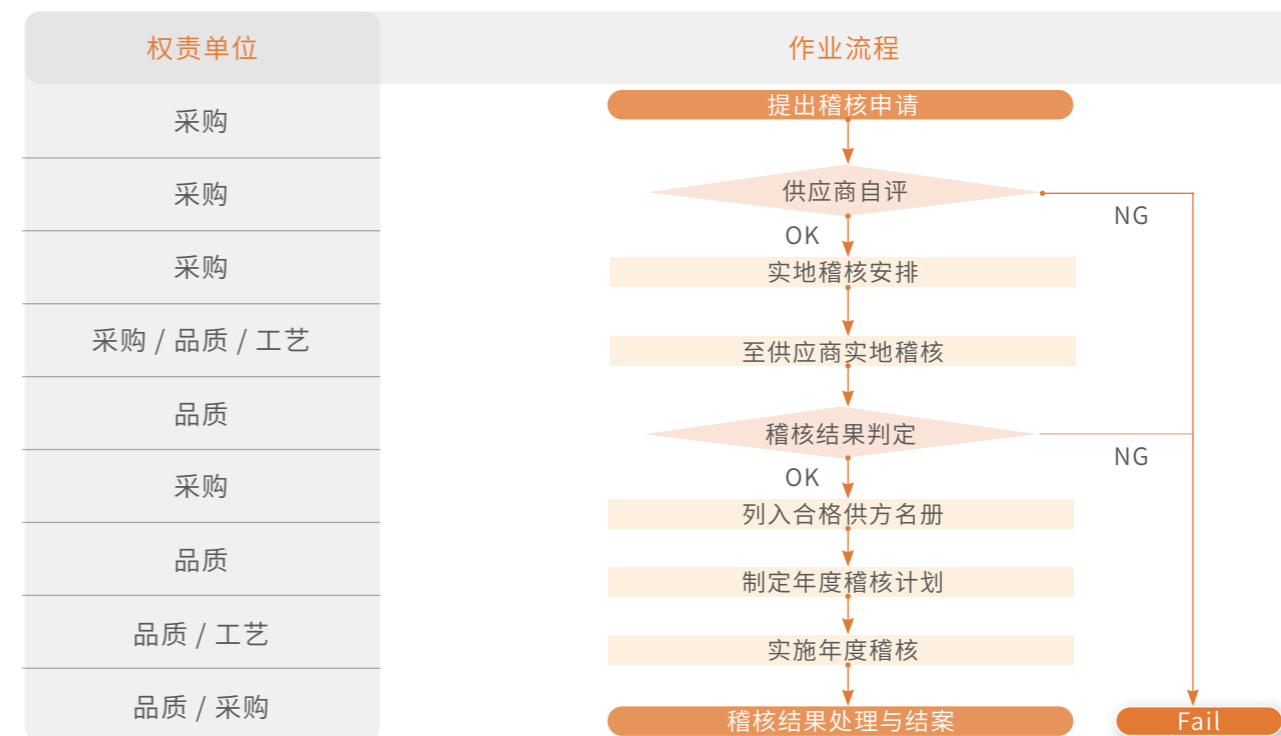 权责单位
作业流程
采购
提出稽核申请
采购
供应商自评
NG
OK
采购
实地稽核安排
采购 / 品质 / 工艺
至供应商实地稽核
品质
稽核结果判定
NG
OK
采购
列入合格供方名册
品质
制定年度稽核计划
品质 / 工艺
实施年度稽核
品质 / 采购
稽核结果处理与结案
Fail